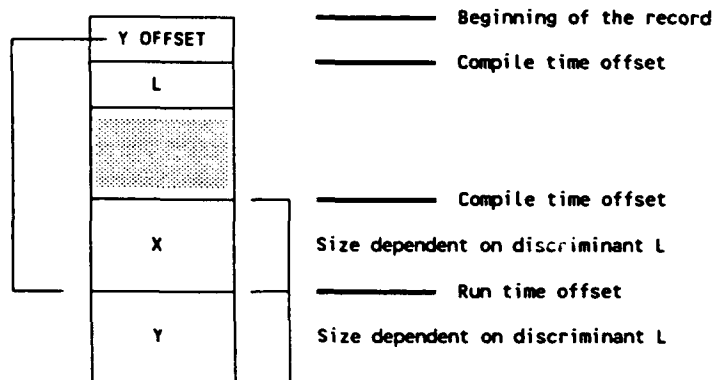 Beginning of the record
Y OFFSET
Compile time offset
L
Compile time offset
X
Size dependent on discriminant L
Run time offset
Y
Size dependent on discriminant L